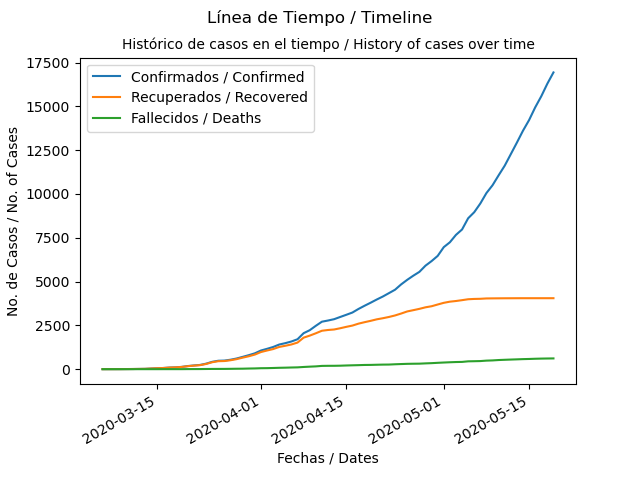 Línea de Tiempo / Timeline
Histórico de casos en el tiempo / History of cases over time
Confirmados / Confirmed
Recuperados / Recovered
Fallecidos / Deaths
No. de Casos / No. of Cases
17500
15000
12500
10000
7500
5000
2500
0
2020-03-15
2020-04-01
2020-04-15
2020-05-01
2020-05-15
Fechas / Dates